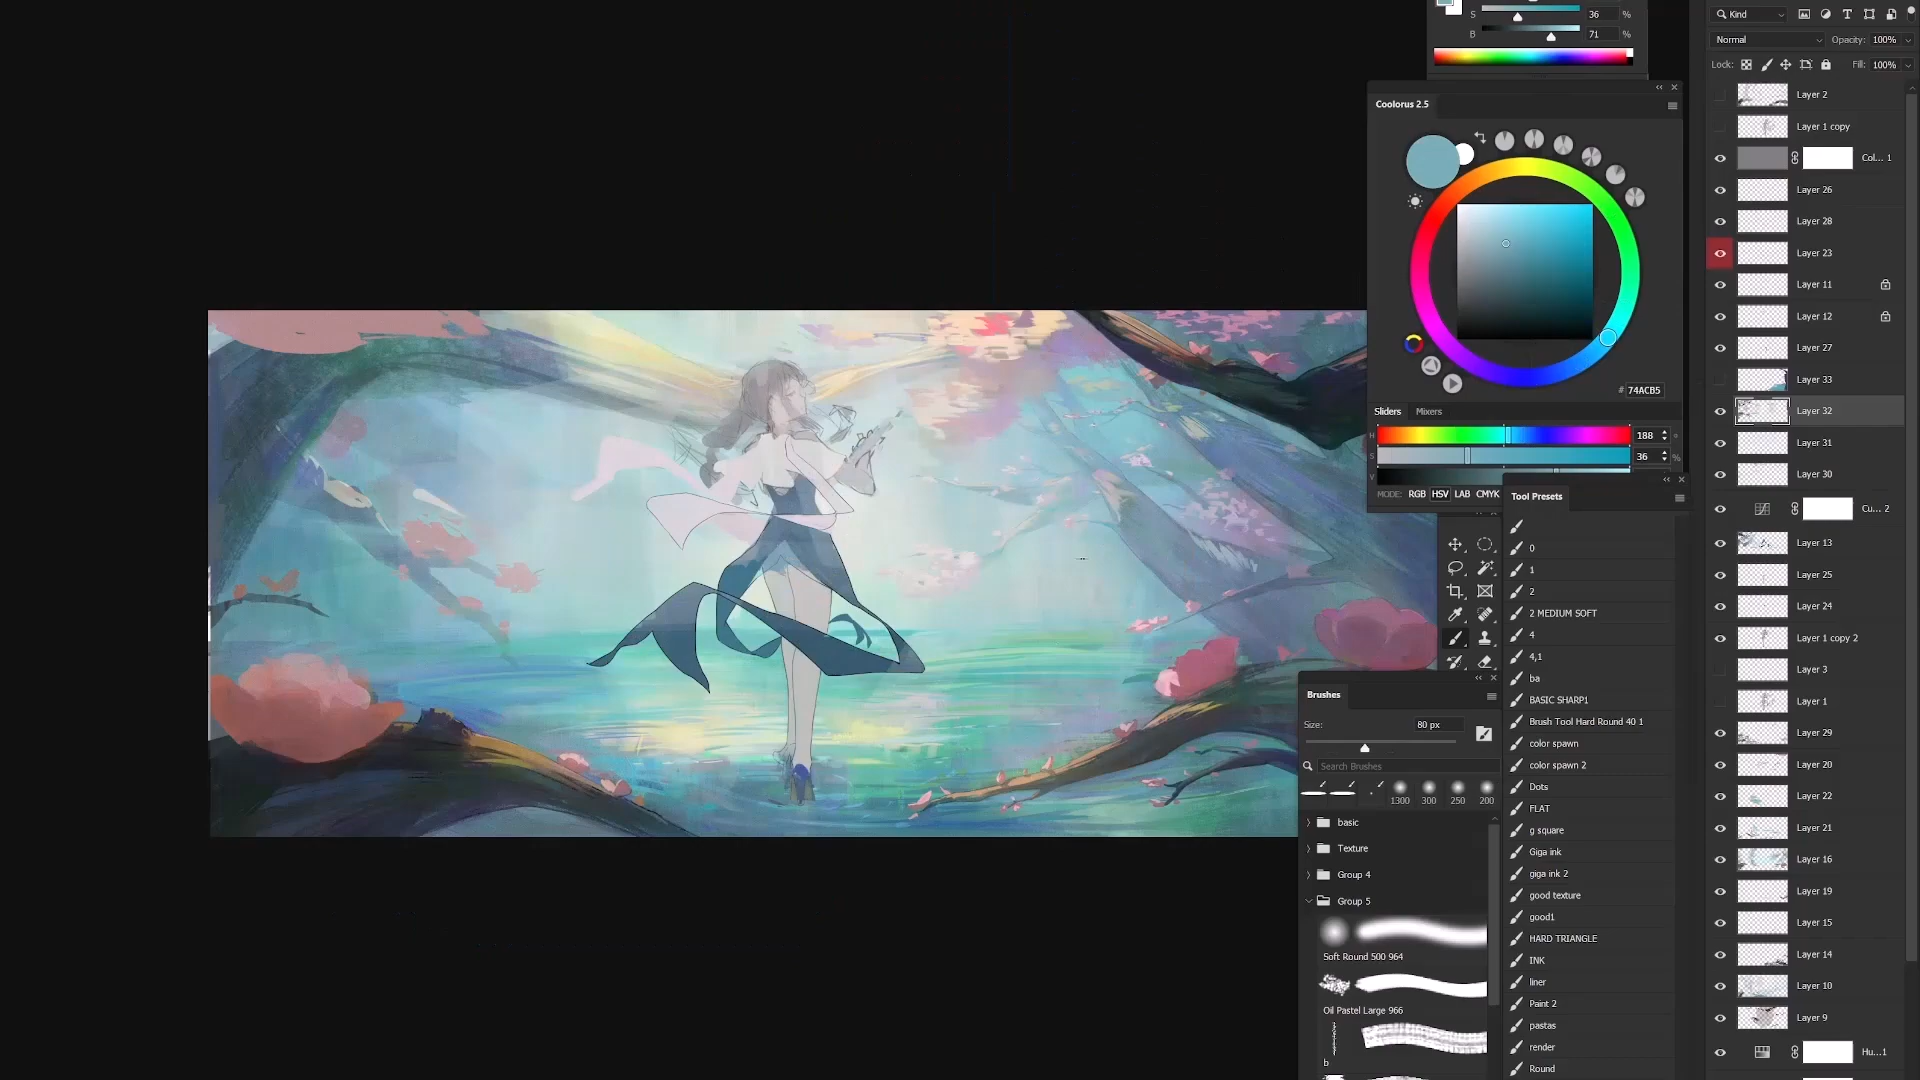 S 36 %
B 71 %
Coolorus 2.5
# 74ACB5
Sliders Mixers
H 188 °
S 36 %
V
MODE: RGB HSV LAB CMYK
Tool Presets
0
1
2
2 MEDIUM SOFT
4
4,1
ba
BASIC SHARP1
Brush Tool Hard Round 40 1
color spawn
color spawn 2
Dots
FLAT
g square
Giga ink
giga ink 2
good texture
good1
HARD TRIANGLE
INK
liner
Paint 2
pastas
render
Round
Brushes
Size: 80 px
Search Brushes
1300 300 250 200
basic
Texture
Group 4
Group 5
Soft Round 500 964
Oil Pastel Large 966
b
Kind
Normal Opacity: 100%
Lock: Fill: 100%
Layer 2
Layer 1 copy
Col... 1
Layer 26
Layer 28
Layer 23
Layer 11
Layer 12
Layer 27
Layer 33
Layer 32
Layer 31
Layer 30
Cu... 2
Layer 13
Layer 25
Layer 24
Layer 1 copy 2
Layer 3
Layer 1
Layer 29
Layer 20
Layer 22
Layer 21
Layer 16
Layer 19
Layer 15
Layer 14
Layer 10
Layer 9
Hu...1